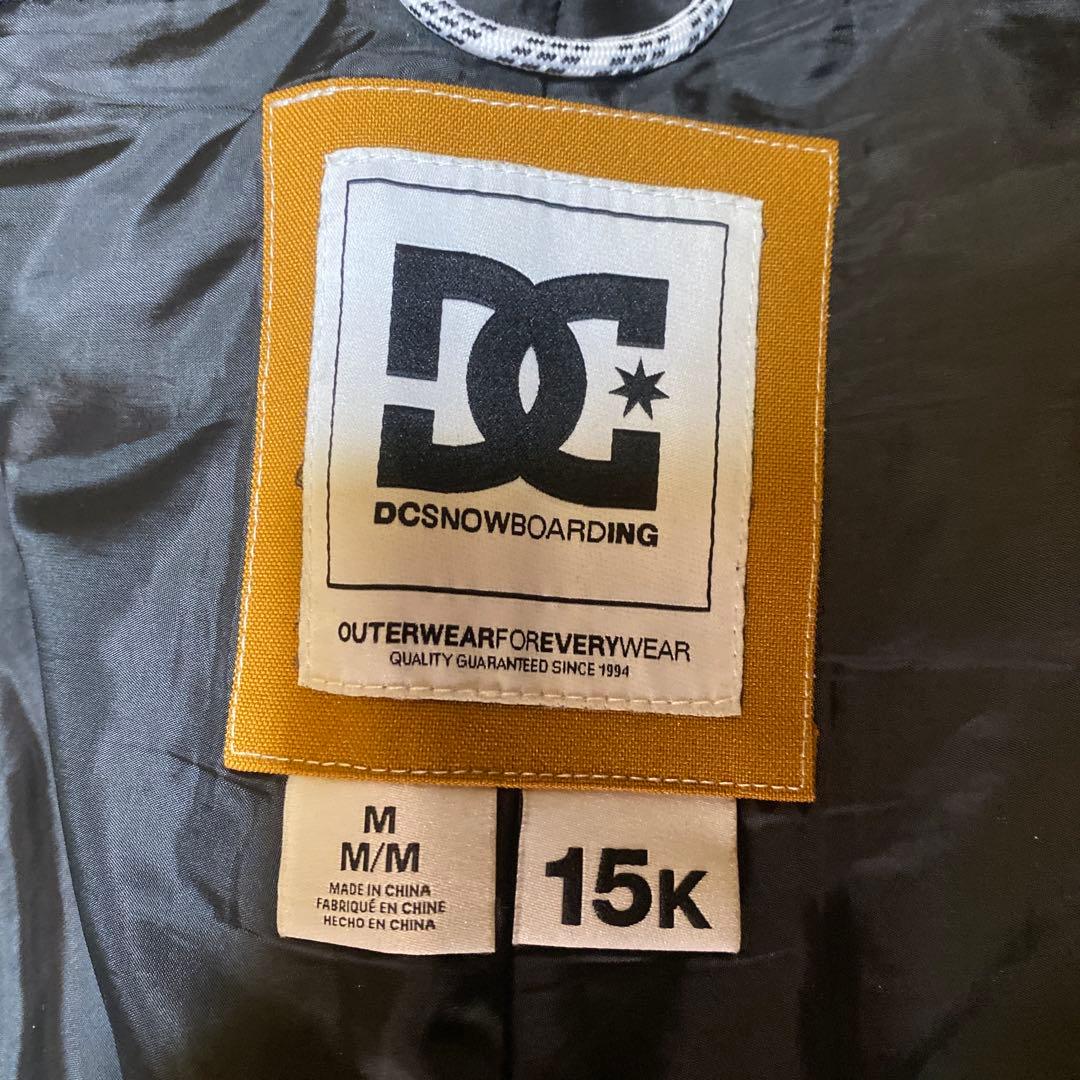 DC
DCSNOWBOARDING
OUTERWEARFOREVERYWEAR
QUALITY GUARANTEED SINCE 1994
M
M/M
MADE IN CHINA
FABRIQUÉ EN CHINE
HECHO EN CHINA
15K